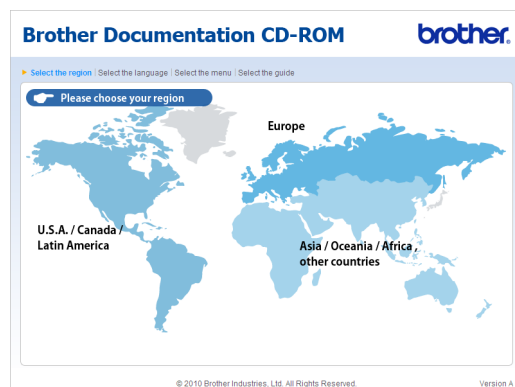 Brother Documentation CD-ROM
brother
Select the region | Select the language | Select the menu | Select the guide
Please choose your region
Europe
U.S.A. / Canada /
Latin America
Asia / Oceania / Africa ,
other countries
© 2010 Brother Industries, Ltd. All Rights Reserved.
Version A